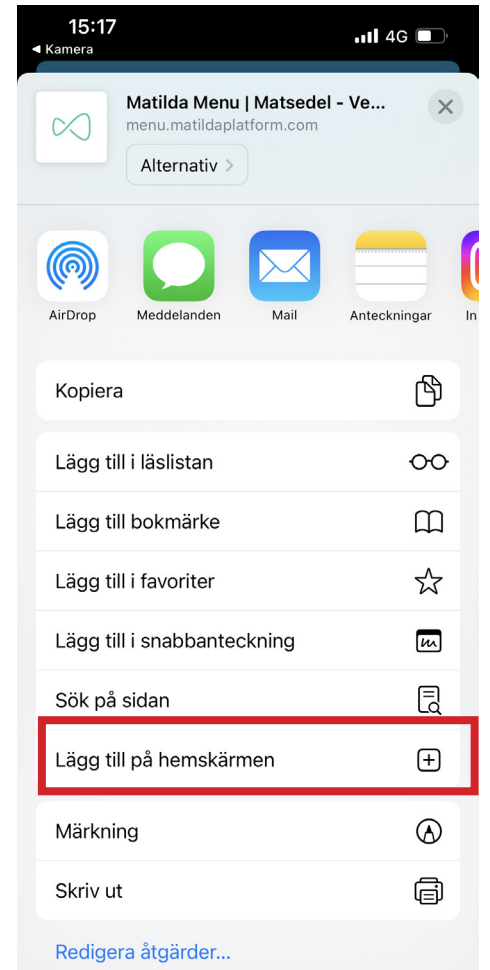 15:17
4G
◀ Kamera
Matilda Menu | Matsedel - Ve...
menu.matildaplatform.com
Alternativ >
AirDrop
Meddelanden
Mail
Anteckningar
In
Kopiera
Lägg till i läslistan
Lägg till bokmärke
Lägg till i favoriter
Lägg till i snabbanteckning
Sök på sidan
Lägg till på hemskärmen
Märkning
Skriv ut
Redigera åtgärder...